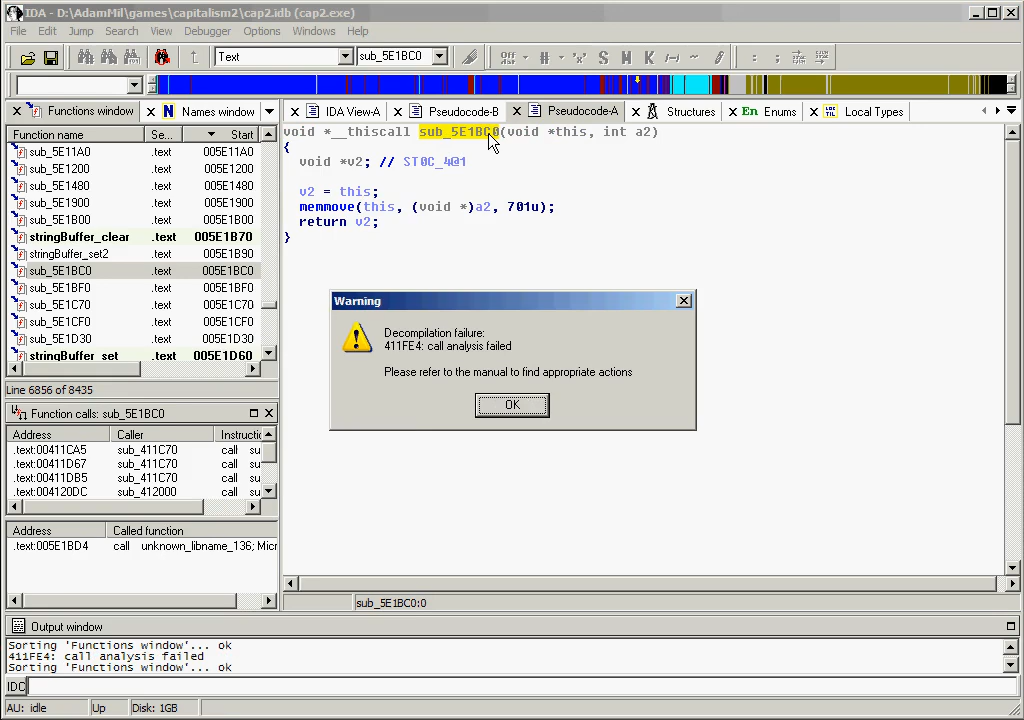 IDA - D:\AdamMil\games\capitalism2\cap2.idb (cap2.exe)
File Edit Jump Search View Debugger Options Windows Help
Text sub_5E1BC0 Off dat # 'x' S M K
Functions window N Names window IDA View-A Pseudocode-B Pseudocode-A Structures En Enums Local Types
Function name Se... Start
sub_5E11A0 .text 005E11A0
sub_5E1200 .text 005E1200
sub_5E1480 .text 005E1480
sub_5E1900 .text 005E1900
sub_5E1B00 .text 005E1B00
stringBuffer_clear .text 005E1B70
stringBuffer_set2 .text 005E1B90
sub_5E1BC0 .text 005E1BC0
sub_5E1BF0 .text 005E1BF0
sub_5E1C70 .text 005E1C70
sub_5E1CF0 .text 005E1CF0
sub_5E1D30 .text 005E1D30
stringBuffer_set .text 005E1D60
Line 6856 of 8435
Function calls: sub_5E1BC0
Address Caller Instructic
.text:00411CA5 sub_411C70 call su
.text:00411D67 sub_411C70 call su
.text:00411DB5 sub_411C70 call su
.text:004120DC sub_412000 call su
Address Called function
.text:005E1BD4 call unknown_libname_136; Micr
void *__thiscall sub_5E1BC0(void *this, int a2)
{
void *v2; // ST0C_4@1
v2 = this;
memmove(this, (void *)a2, 701u);
return v2;
}
Warning
Decompilation failure:
411FE4: call analysis failed
Please refer to the manual to find appropriate actions
OK
sub_5E1BC0:0
Output window
Sorting 'Functions window'... ok
411FE4: call analysis failed
Sorting 'Functions window'... ok
IDC
AU: idle Up Disk: 1GB